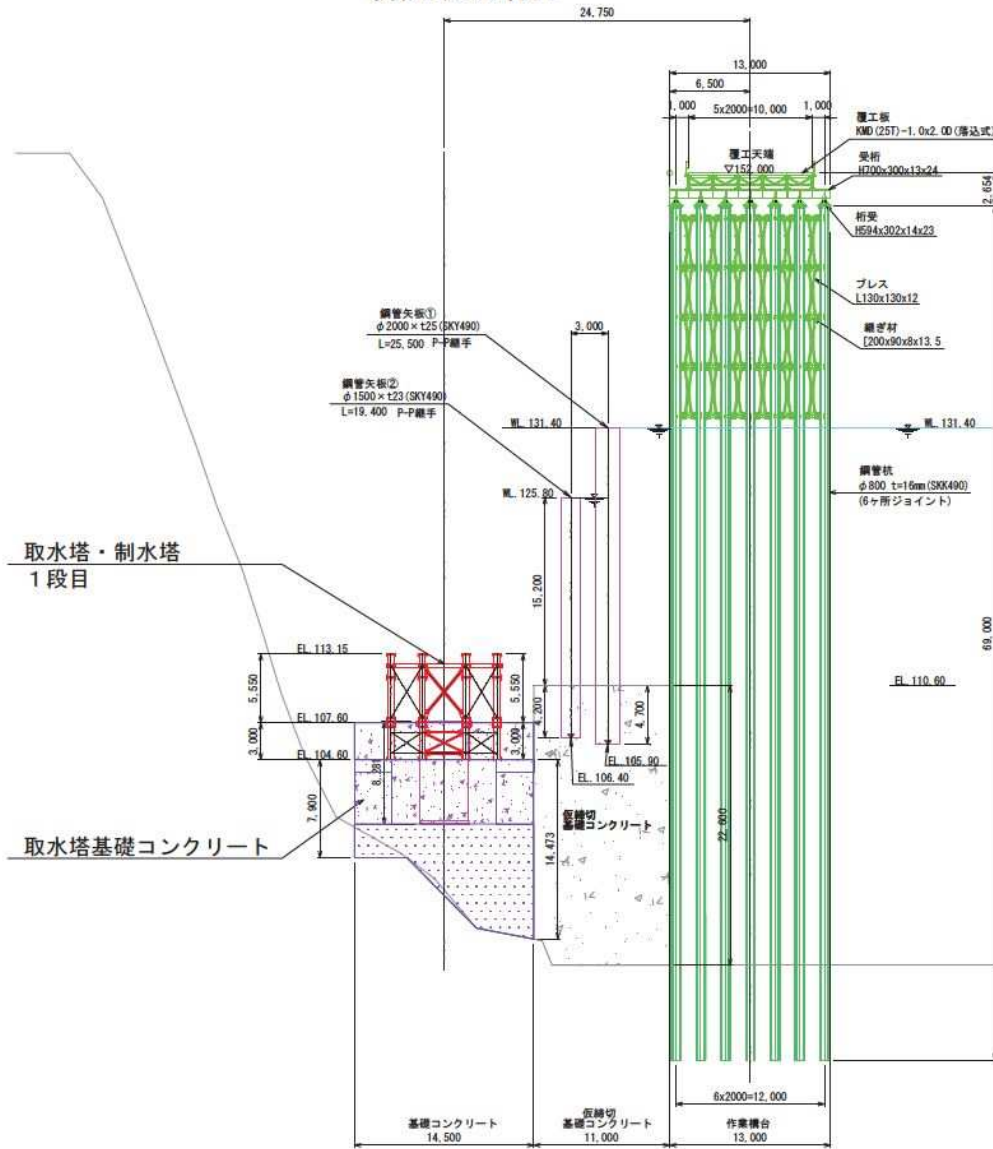 24,750
13,000
6,500
1,000
5x2000=10,000
1,000
覆工板
KMD(25T)-1.0x2.0D(落込式)
覆工天端
▽152.000
受桁
H700x300x13x24
2,654
桁受
H594x302x14x23
ブレス
L130x130x12
継ぎ材
[200x90x8x13.5
鋼管矢板①
φ2000×t25(SKY490)
L=25,500 P-P継手
3,000
鋼管矢板②
φ1500×t23(SKY490)
L=19,400 P-P継手
WL.131.40
WL.131.40
鋼管杭
φ800 t=16mm(SKK490)
(6ヶ所ジョイント)
WL.125.80
取水塔・制水塔
1段目
15,200
69,000
EL.113.15
5,550
5,550
EL.110.60
4,200
4,700
EL.107.60
3,000
3,000
EL.104.60
8,281
EL.105.90
EL.106.40
7,900
仮締切
基礎コンクリート
14,473
22,600
取水塔基礎コンクリート
6x2000=12,000
基礎コンクリート
14,500
仮締切
基礎コンクリート
11,000
作業構台
13,000